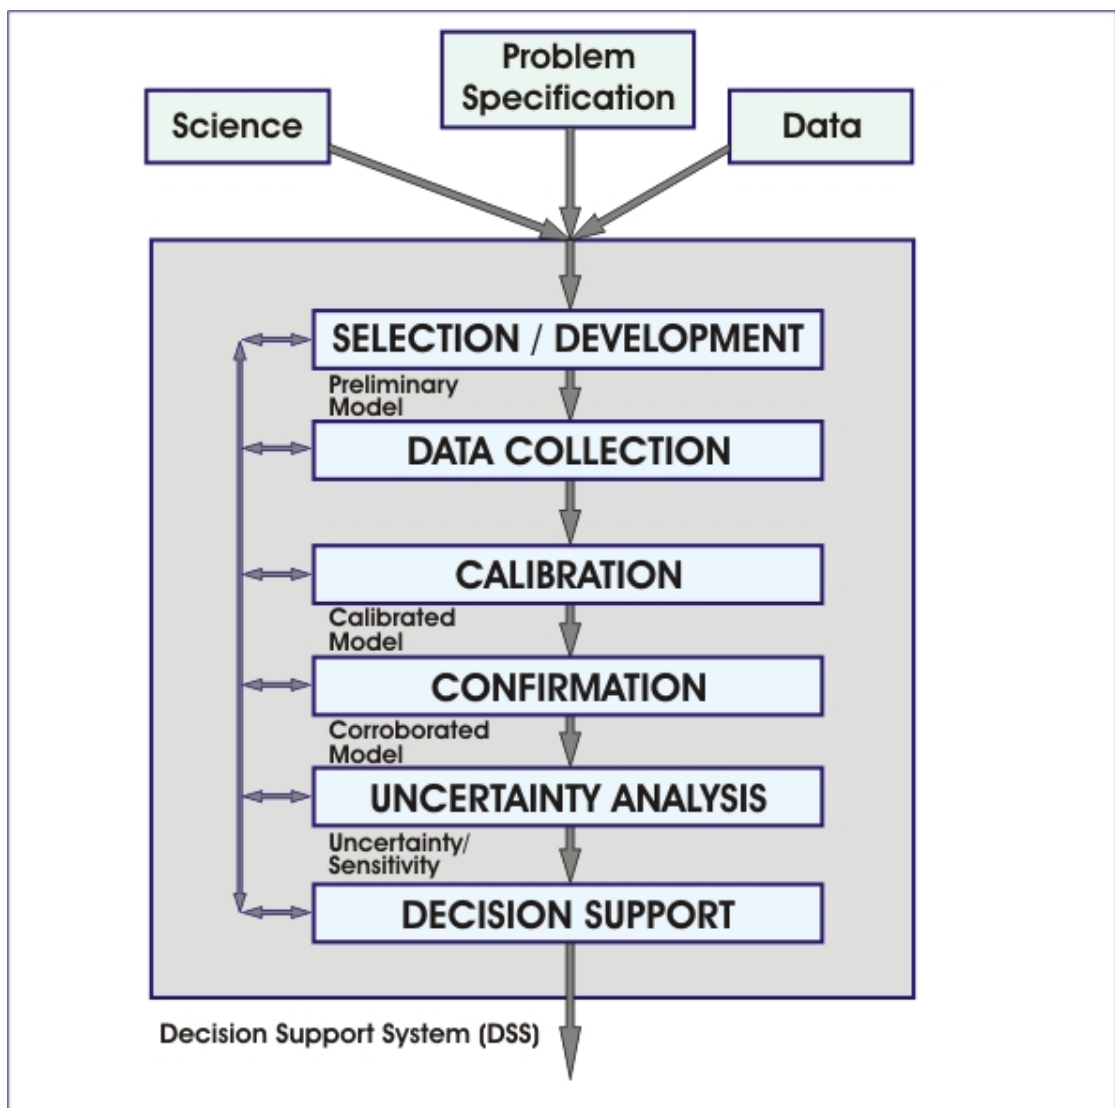 Problem
Specification
Science
Data
SELECTION / DEVELOPMENT
Preliminary
Model
DATA COLLECTION
CALIBRATION
Calibrated
Model
CONFIRMATION
Corroborated
Model
UNCERTAINTY ANALYSIS
Uncertainty/
Sensitivity
DECISION SUPPORT
Decision Support System (DSS)